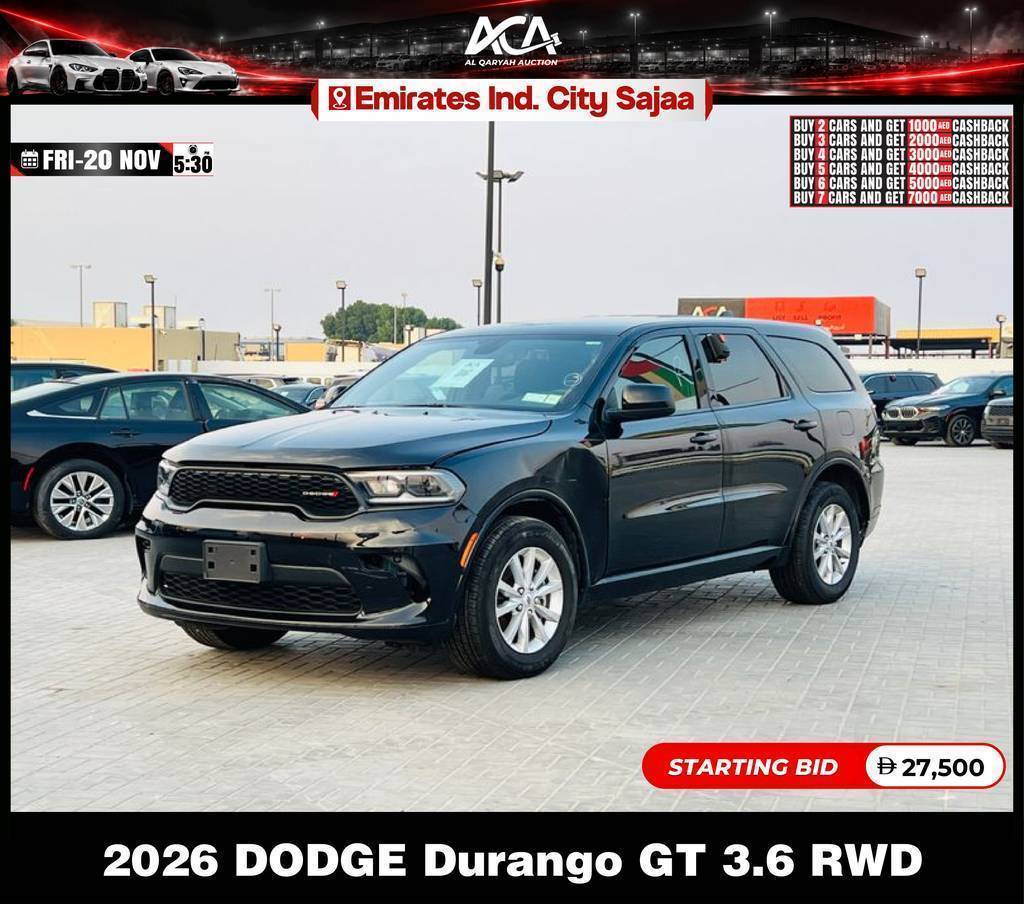 ACA
AL QARYAH AUCTION
Emirates Ind. City Sajaa
FRI-20 NOV 5:30
BUY 2 CARS AND GET 1000 AED CASHBACK
BUY 3 CARS AND GET 2000 AED CASHBACK
BUY 4 CARS AND GET 3000 AED CASHBACK
BUY 5 CARS AND GET 4000 AED CASHBACK
BUY 6 CARS AND GET 5000 AED CASHBACK
BUY 7 CARS AND GET 7000 AED CASHBACK
ACA
DODGE
STARTING BID 27,500
2026 DODGE Durango GT 3.6 RWD